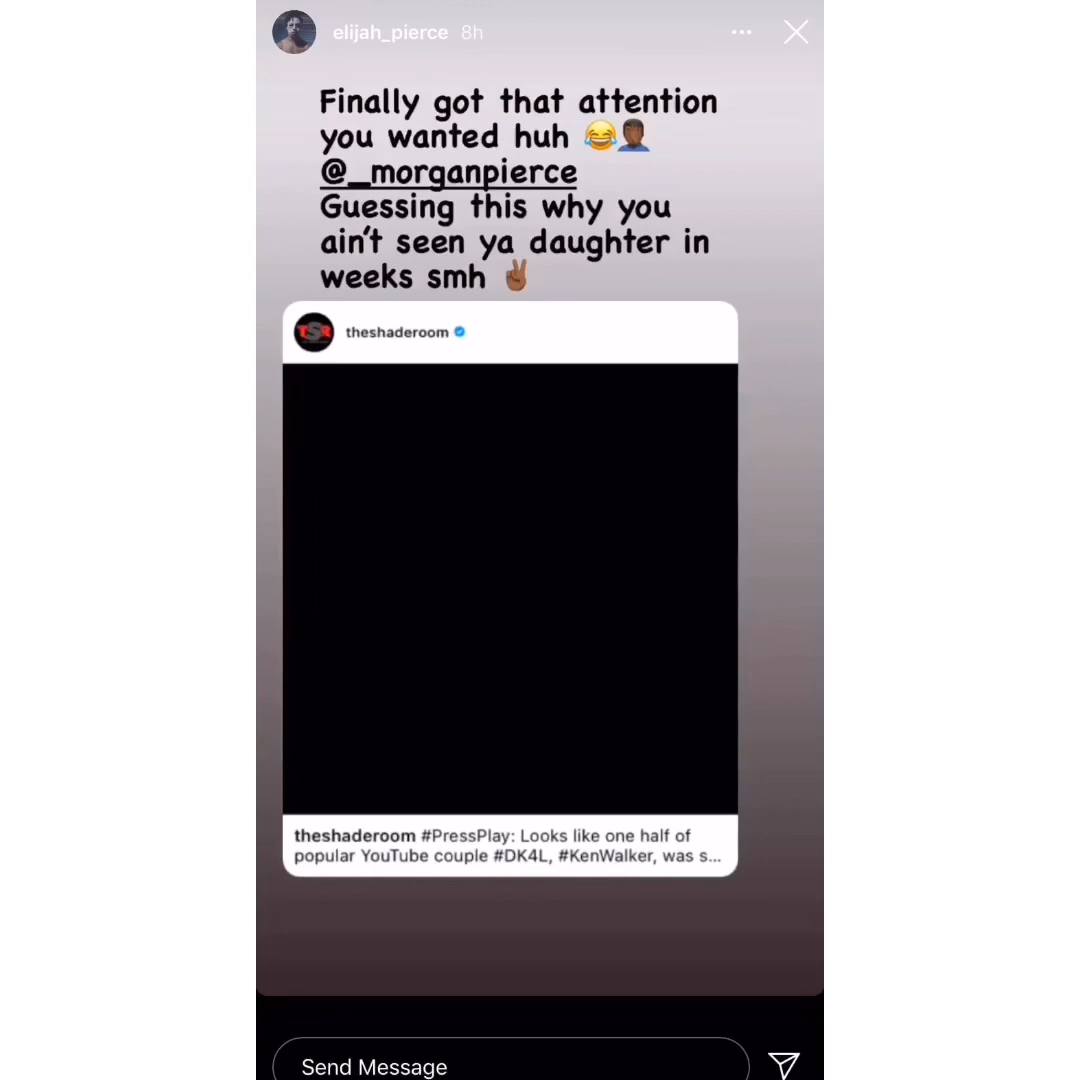 elijah_pierce 8h
Finally got that attention
you wanted huh 😂🤦🏾‍♂️
@_morganpierce
Guessing this why you
ain't seen ya daughter in
weeks smh ✌🏾
TSR
theshaderoom
theshaderoom #PressPlay: Looks like one half of
popular YouTube couple #DK4L, #KenWalker, was s...
Send Message